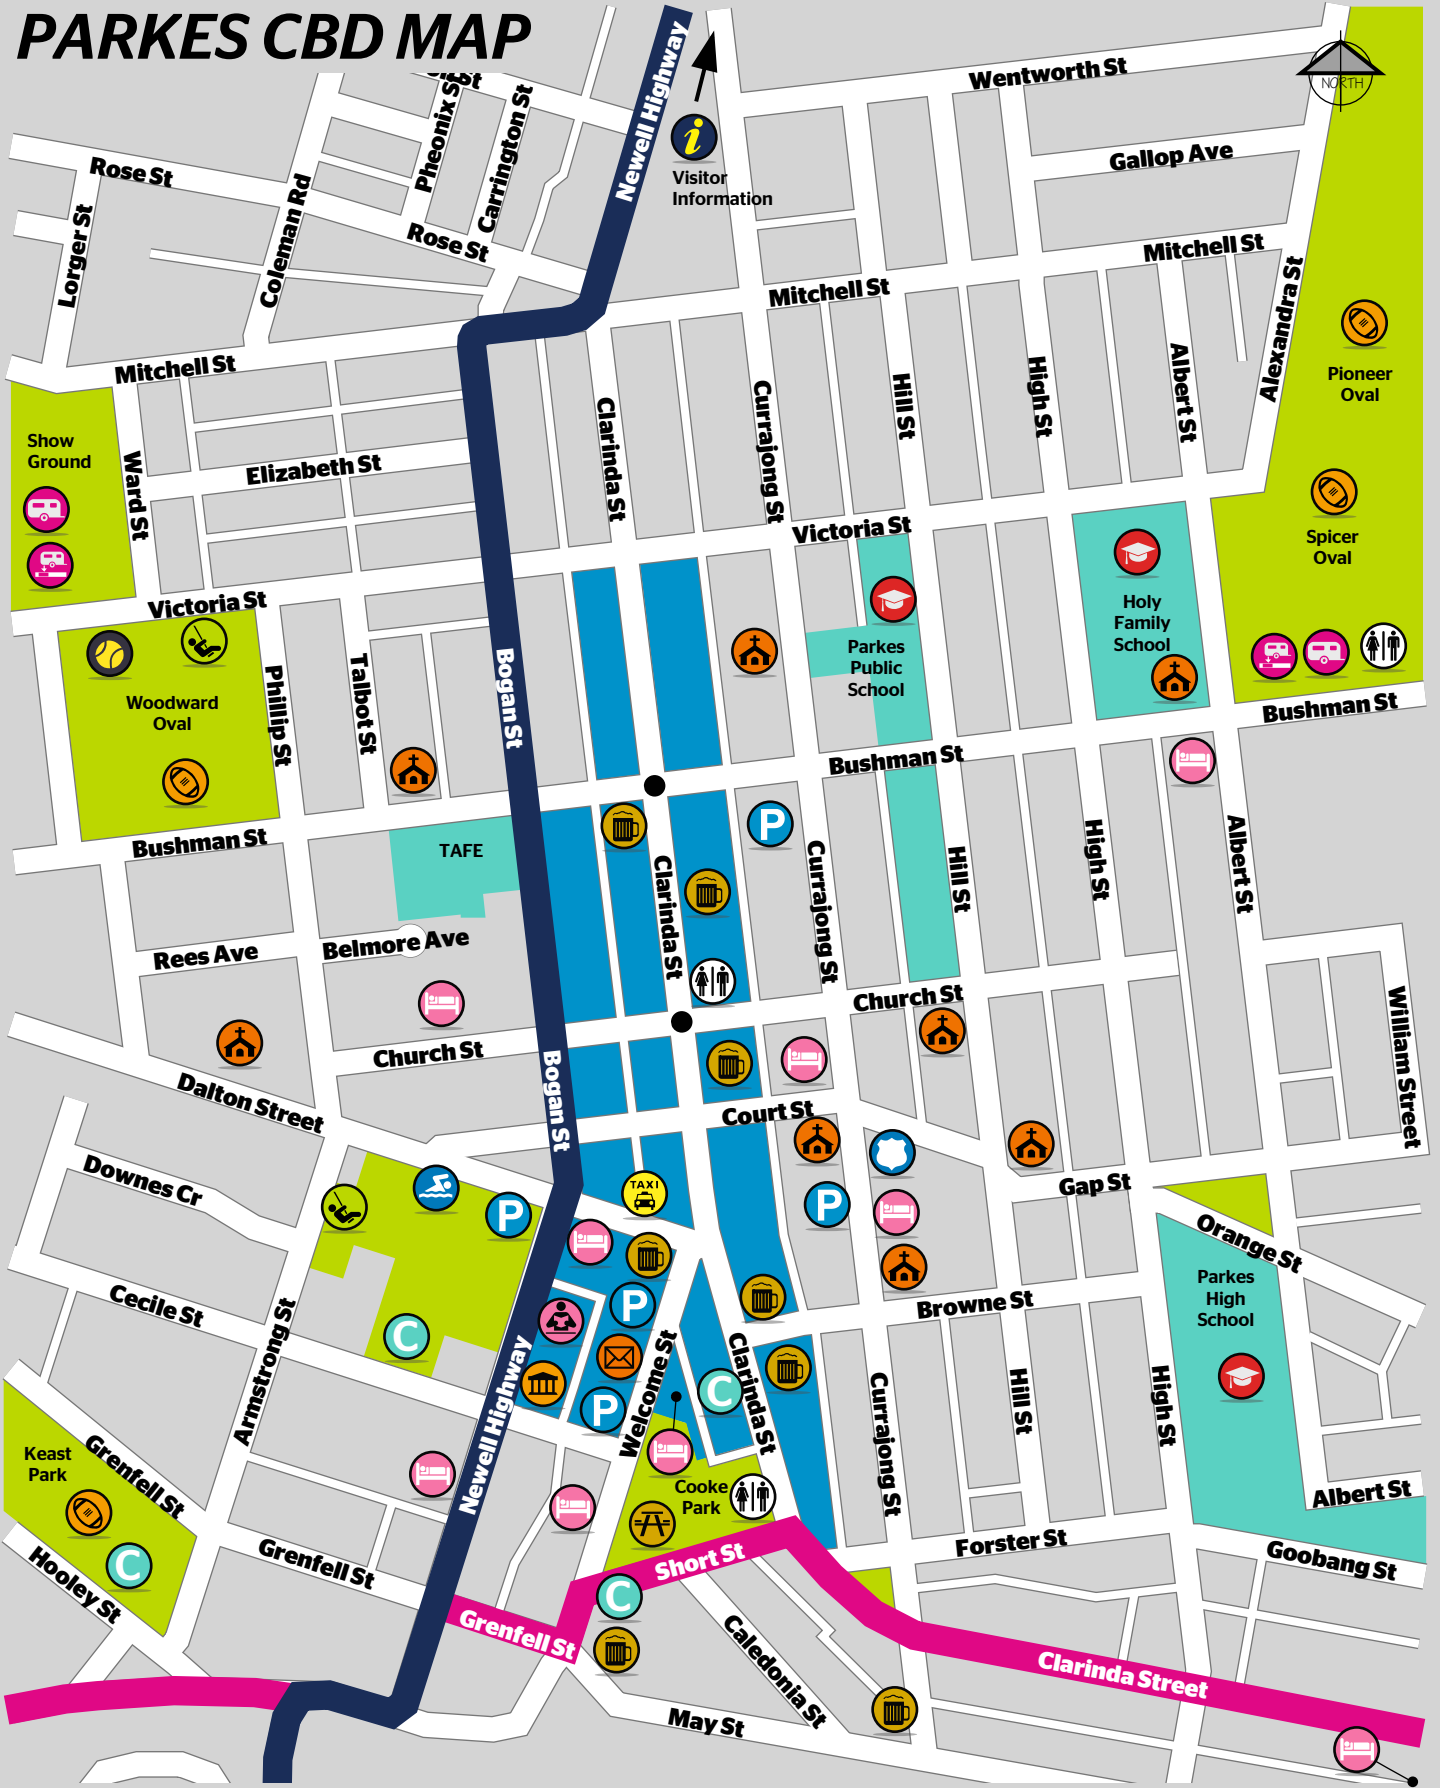 PARKES CBD MAP
Wentworth St
NORTH
Newell Highway
Pheonix St
Carrington St
Visitor
Information
Gallop Ave
Rose St
Coleman Rd
Lorger St
Rose St
Mitchell St
Mitchell St
Alexandra St
Mitchell St
Pioneer
Oval
Hill St
High St
Albert St
Clarinda St
Currajong St
Show
Ground
Ward St
Elizabeth St
Victoria St
Spicer
Oval
Victoria St
Holy
Family
School
Parkes
Public
School
Woodward
Oval
Phillip St
Talbot St
Bogan St
Bushman St
Bushman St
Bushman St
TAFE
P
Clarinda St
Currajong St
Hill St
High St
Albert St
Rees Ave
Belmore Ave
Church St
Church St
William Street
Dalton Street
Bogan St
Court St
Downes Cr
TAXI
P
P
Gap St
Orange St
Parkes
High
School
Cecile St
Armstrong St
C
P
Browne St
Newell Highway
Welcome St
Clarinda St
C
P
Currajong St
Hill St
High St
Keast
Park
Grenfell St
C
Cooke
Park
Albert St
Hooley St
Grenfell St
Short St
Forster St
Goobang St
C
Grenfell St
Caledonia St
Clarinda Street
May St